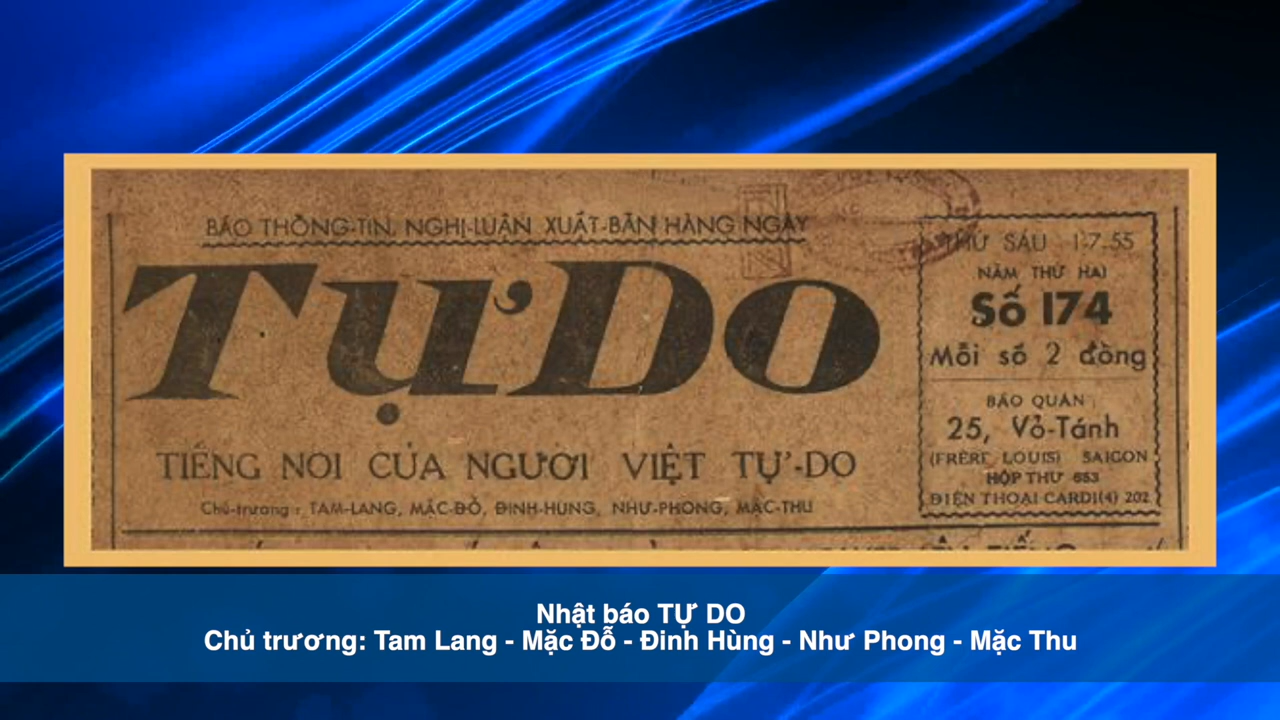 BÁO THÔNG-TIN, NGHỊ-LUẬN XUẤT-BẢN HÀNG NGÀY
TỰ DO
TIẾNG NÓI CỦA NGƯỜI VIỆT TỰ-DO
Chủ-trương : TAM-LANG, MẶC-ĐỖ, ĐINH-HÙNG, NHƯ-PHONG, MẶC-THU
THỨ SÁU 1-7.55
NĂM THỨ HAI
Số 174
Mỗi số 2 đồng
BÁO QUÁN
25, Võ-Tánh
(FRÈRE LOUIS) SAIGON
HỘP THƯ 653
ĐIỆN THOẠI CARDI(4) 202
Nhật báo TỰ DO
Chủ trương: Tam Lang - Mặc Đỗ - Đinh Hùng - Như Phong - Mặc Thu